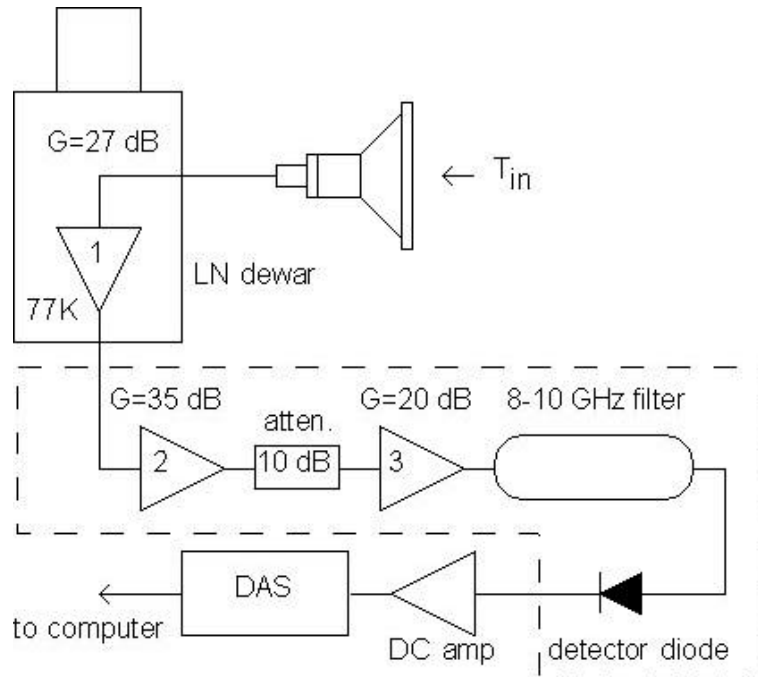 G=27 dB
T in
1
LN dewar
77K
G=35 dB
atten.
G=20 dB
8-10 GHz filter
2
10 dB
3
DAS
to computer
DC amp
detector diode